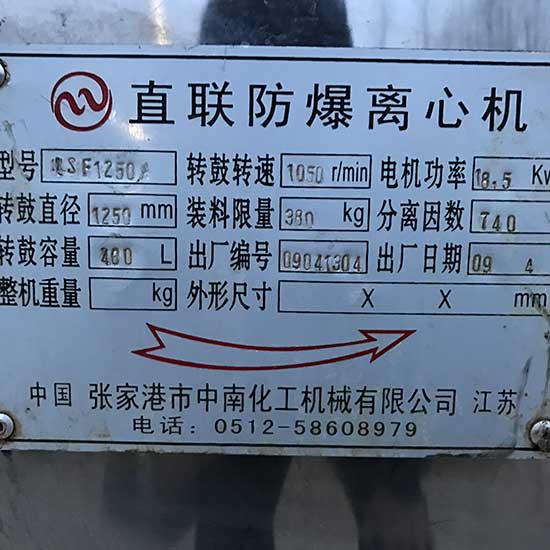 直联防爆离心机
型号 SF1250 转鼓转速 1050 r/min 电机功率 18.5 Kw
转鼓直径 1250 mm 装料限量 380 kg 分离因数 740
转鼓容量 L 出厂编号 09041304 出厂日期 09 4
整机重量 kg 外形尺寸 X X mm
中国 张家港市中南化工机械有限公司 江苏
电话：0512-58608979